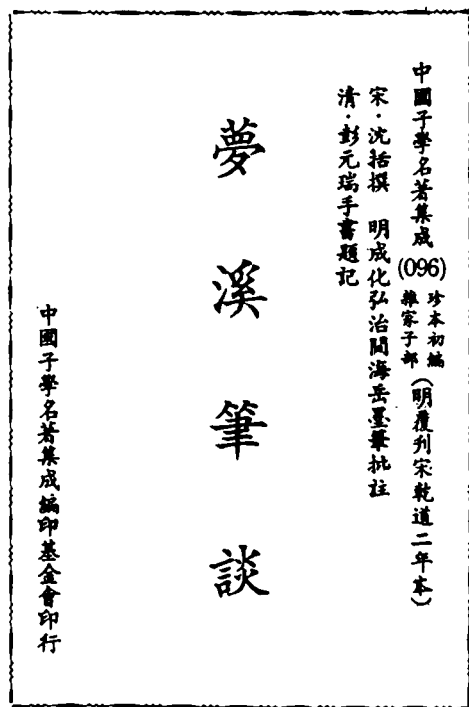 中國子學名著集成(096)珍本初編
雜家子部(明覆刋宋乾道二年本)
宋·沈括撰 明成化弘治間海岳墨筆批註
清·彭元瑞手書題記
夢溪筆談
中國子學名著集成編印基金會印行